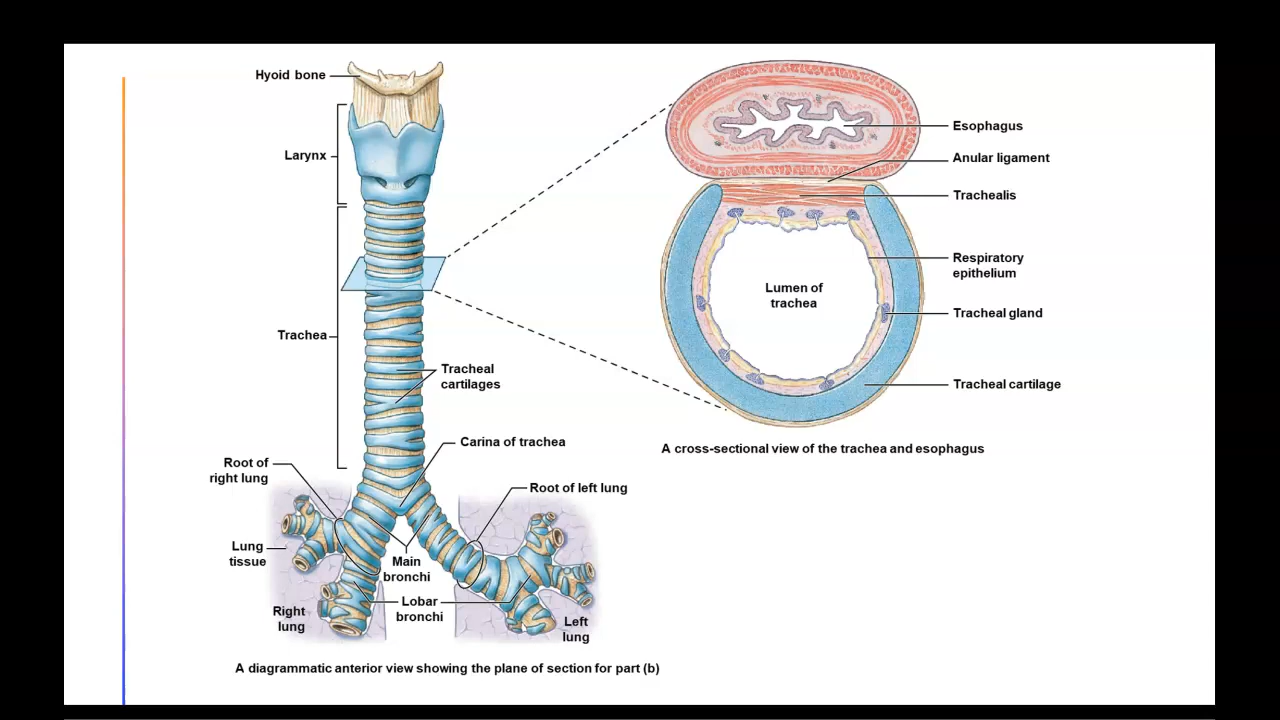 Hyoid bone
Larynx
Trachea
Tracheal
cartilages
Carina of trachea
Root of
right lung
Root of left lung
Lung
tissue
Main
bronchi
Lobar
bronchi
Right
lung
Left
lung
A diagrammatic anterior view showing the plane of section for part (b)
Esophagus
Anular ligament
Trachealis
Respiratory
epithelium
Lumen of
trachea
Tracheal gland
Tracheal cartilage
A cross-sectional view of the trachea and esophagus